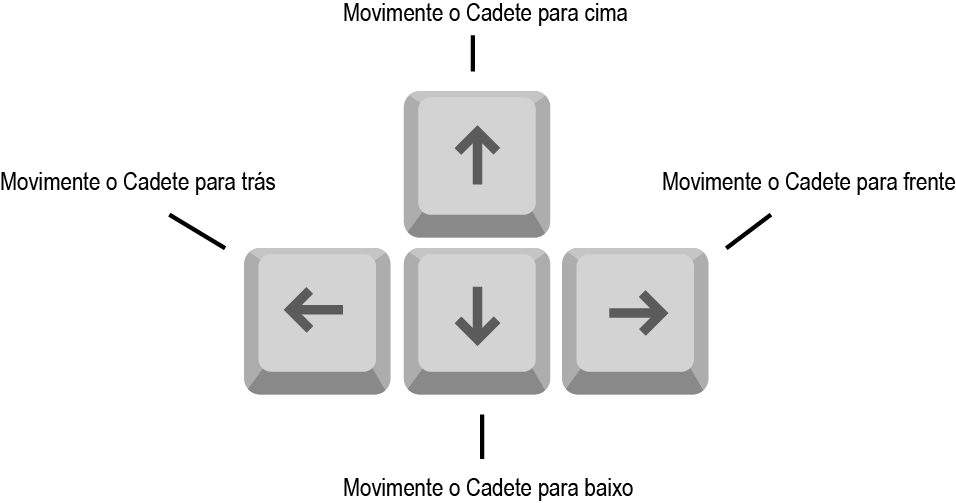 Movimente o Cadete para cima
Movimente o Cadete para trás
Movimente o Cadete para frente
Movimente o Cadete para baixo